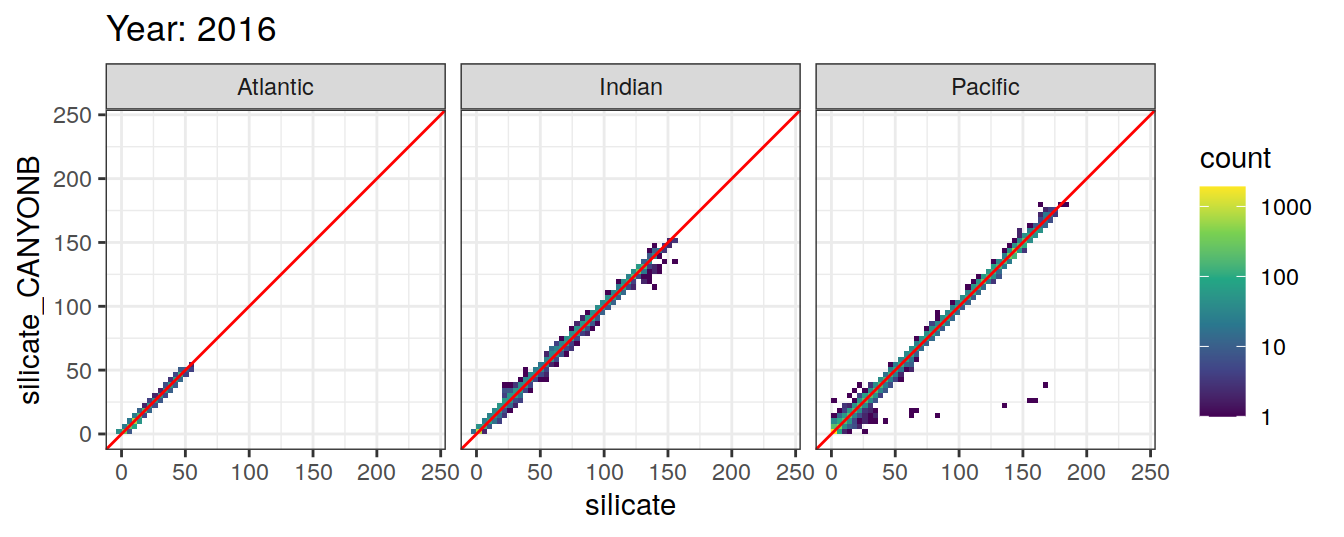 Year: 2016
Atlantic
Indian
Pacific
250
200
150
100
50
0
silicate_CANYONB
0 50 100 150 200 250
0 50 100 150 200 250
0 50 100 150 200 250
silicate
count
1000
100
10
1